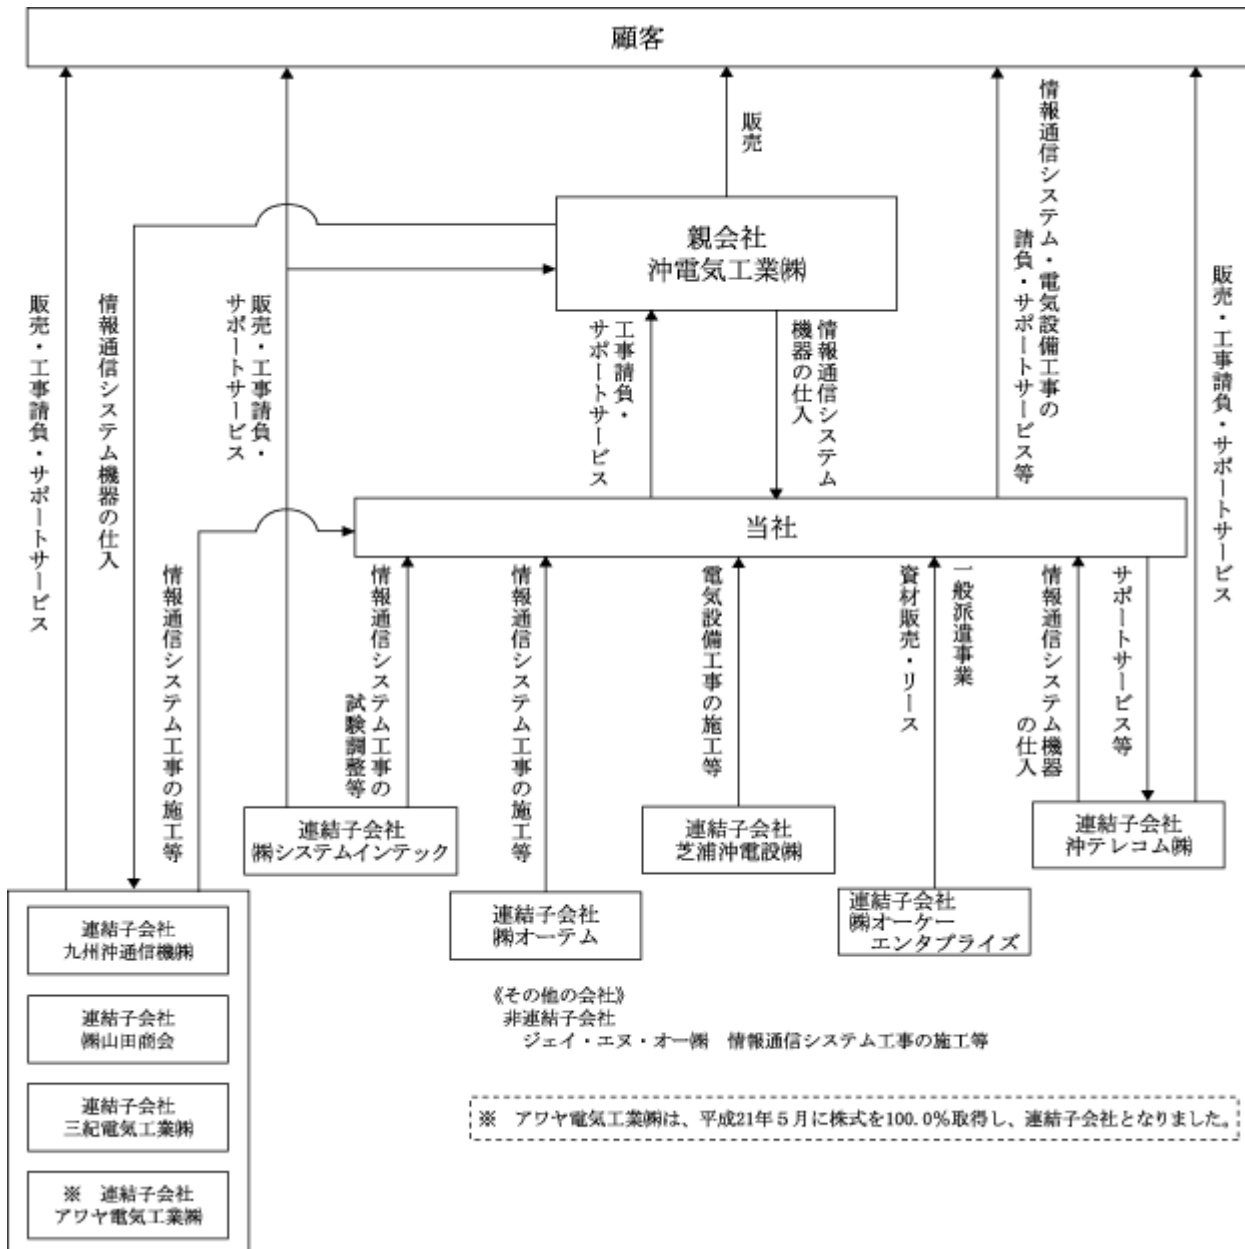 顧客
販売
親会社
沖電気工業㈱
情報通信システム・電気設備工事の
請負・サポートサービス等
販売・工事請負・サポートサービス
情報通信システム機器の仕入
販売・工事請負・
サポートサービス
工事請負・
サポートサービス
情報通信システム
機器の仕入
販売・工事請負・サポートサービス
当社
情報通信システム工事の施工等
情報通信システム工事の
試験調整等
情報通信システム工事の施工等
電気設備工事の施工等
一般派遣事業
資材販売・リース
情報通信システム機器
の仕入
サポートサービス等
連結子会社
㈱システムインテック
連結子会社
芝浦沖電設㈱
連結子会社
沖テレコム㈱
連結子会社
㈱オーテム
連結子会社
㈱オーケー
エンタプライズ
連結子会社
九州沖通信機㈱
連結子会社
㈱山田商会
連結子会社
三紀電気工業㈱
※　連結子会社
アワヤ電気工業㈱
《その他の会社》
非連結子会社
ジェイ・エヌ・オー㈱　情報通信システム工事の施工等
※　アワヤ電気工業㈱は、平成21年５月に株式を100.0％取得し、連結子会社となりました。